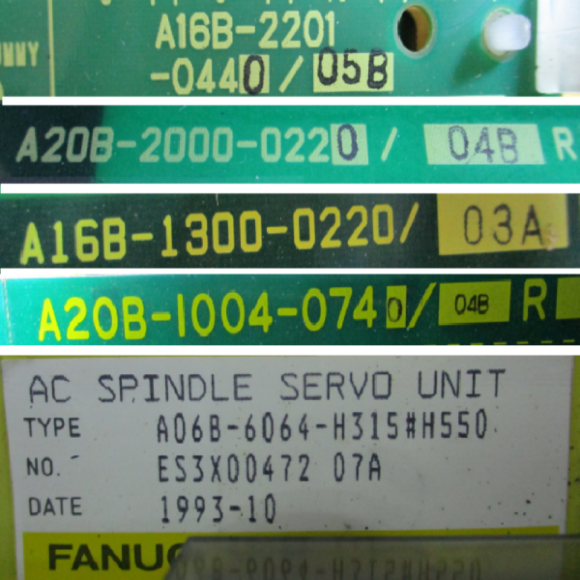 A16B-2201
-0440/05B
A20B-2000-0220/ 04B R
A16B-1300-0220/ 03A
A20B-1004-0740/ 04B R
AC SPINDLE SERVO UNIT
TYPE A06B-6064-H315#H550
NO. ES3X00472 07A
DATE 1993-10
FANUC